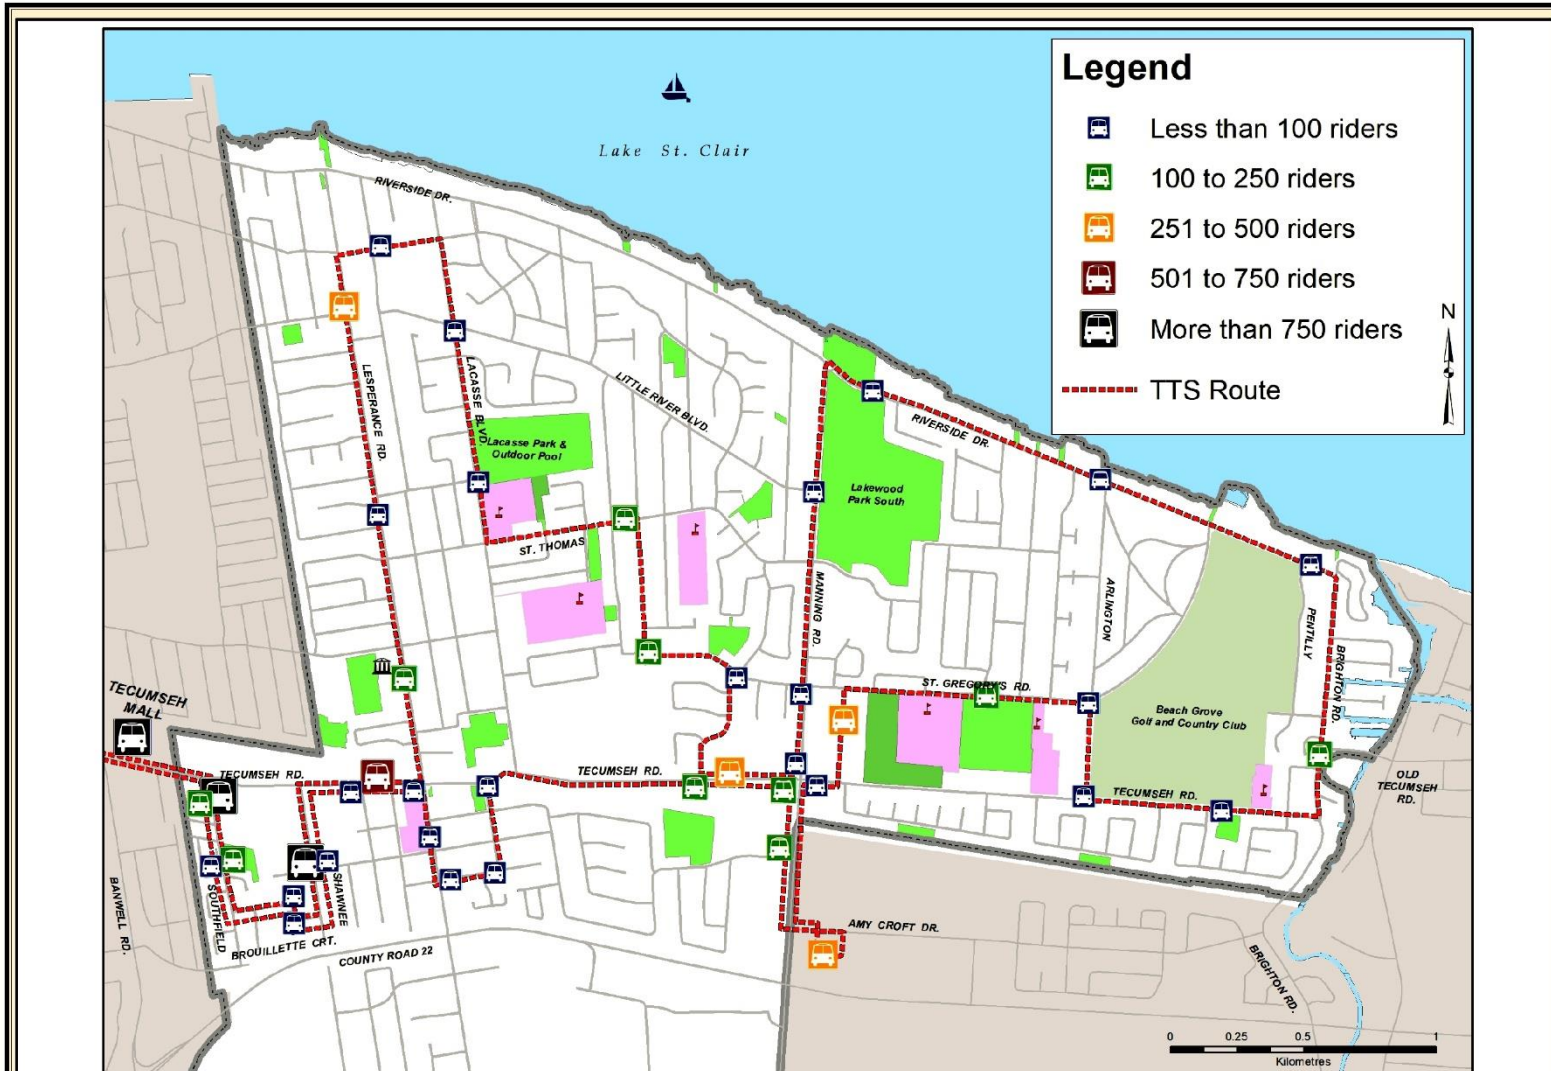 Legend
Less than 100 riders
100 to 250 riders
251 to 500 riders
501 to 750 riders
More than 750 riders
TTS Route
N
Lake St. Clair
RIVERSIDE DR.
LESPERANCE RD.
LACASSE BLVD.
LITTLE RIVER BLVD.
Lacasse Park &
Outdoor Pool
RIVERSIDE DR.
Lakewood
Park South
ST. THOMAS
MANNING RD.
ARLINGTON
PENTILLY
BRIGHTON RD.
ST. GREGORY'S RD.
Beach Grove
Golf and Country Club
TECUMSEH
MALL
TECUMSEH RD.
TECUMSEH RD.
TECUMSEH RD.
OLD
TECUMSEH
RD.
BANWELL RD.
SOUTHFIELD
SHAWNEE
BROUILLETTE CRT.
COUNTY ROAD 22
AMY CROFT DR.
BRIGHTON RD.
0 0.25 0.5 1
Kilometres